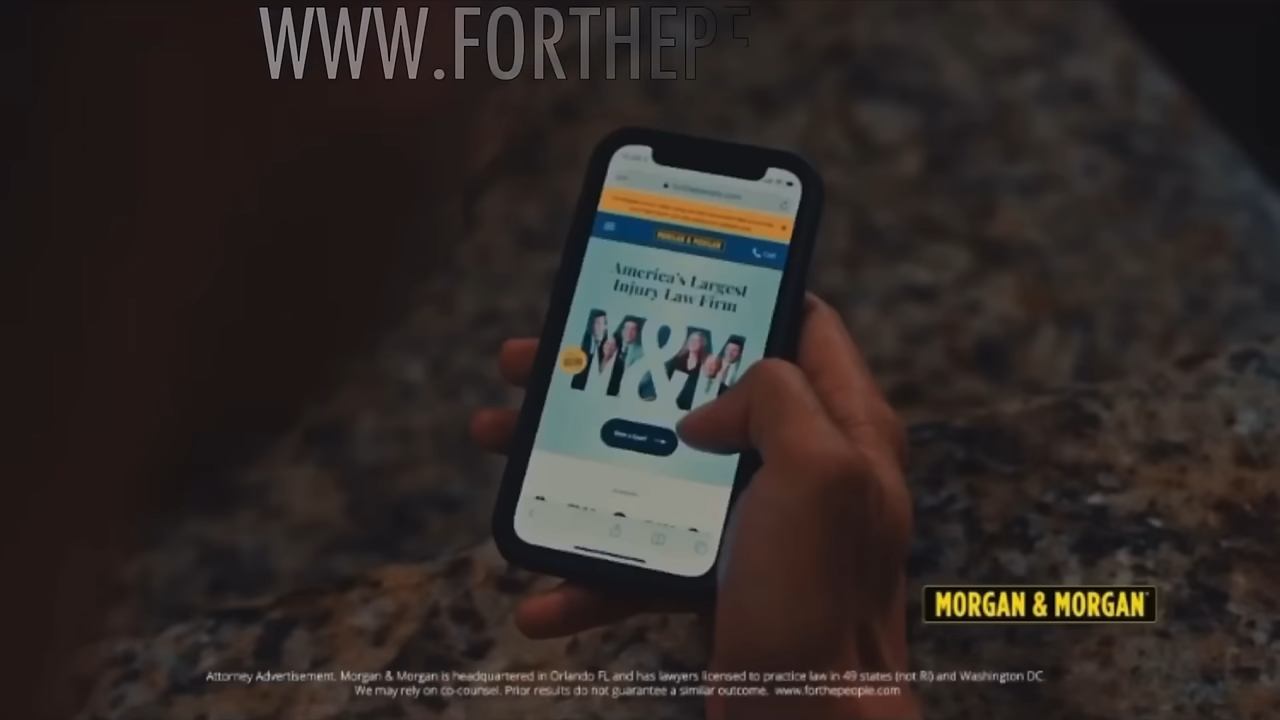 WWW.FORTHEP
MORGAN & MORGAN
Call
America's Largest
Injury Law Firm
M&M
MORGAN & MORGAN
Attorney Advertisement. Morgan & Morgan is headquartered in Orlando FL and has lawyers licensed to practice law in 49 states (not RI) and Washington DC.
We may rely on co-counsel. Prior results do not guarantee a similar outcome. www.forthepeople.com